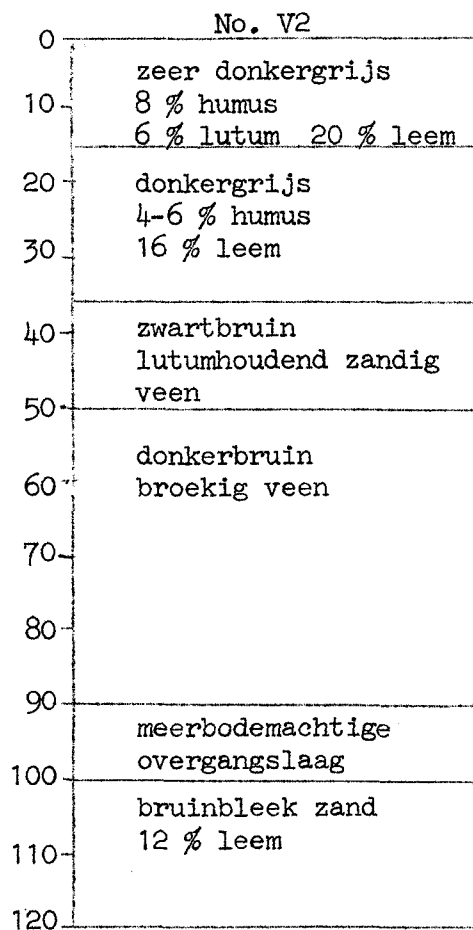 No. V2
0
zeer donkergrijs
8 % humus
10
6 % lutum 20 % leem
20
donkergrijs
4-6 % humus
30
16 % leem
40
zwartbruin
lutumhoudend zandig
veen
50
donkerbruin
60
broekig veen
70
80
90
meerbodemachtige
overgangslaag
100
bruinbleek zand
12 % leem
110
120